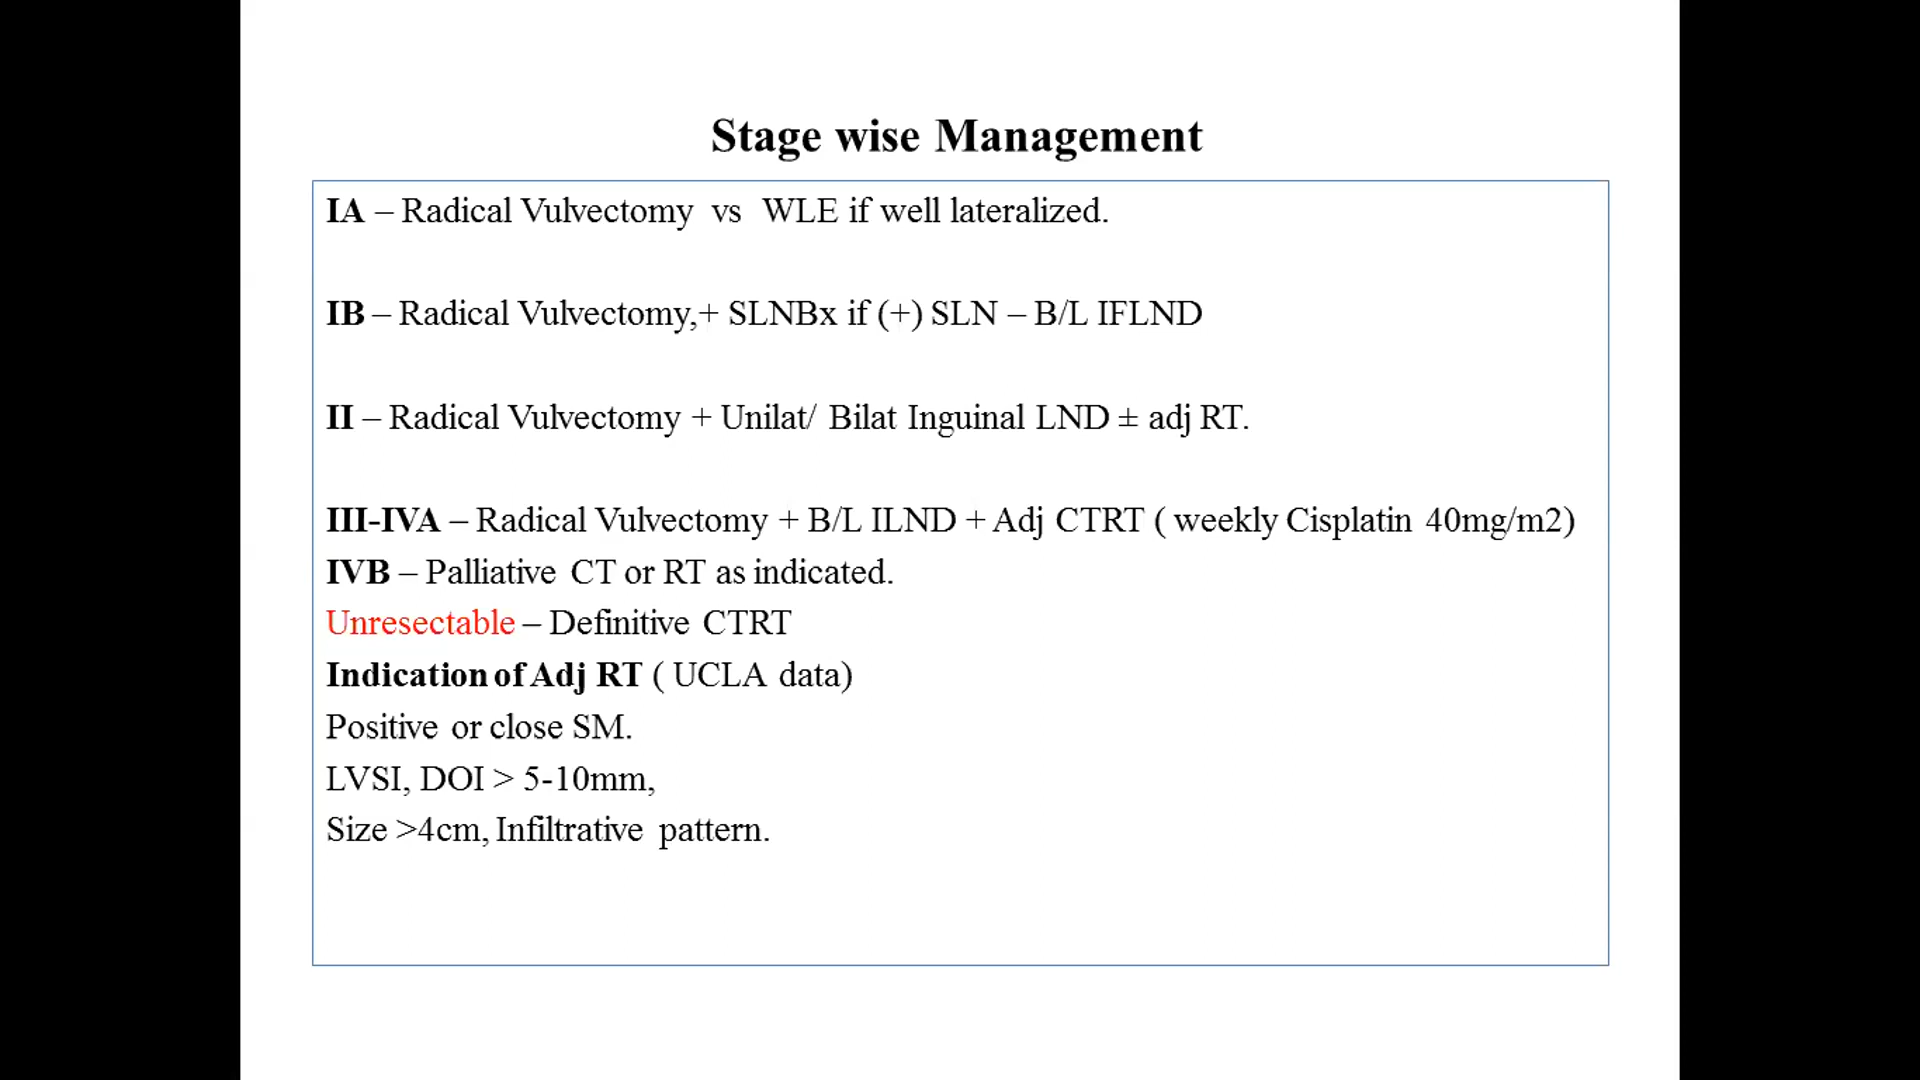 Stage wise Management
IA – Radical Vulvectomy vs WLE if well lateralized.
IB – Radical Vulvectomy,+ SLNBx if (+) SLN – B/L IFLND
II – Radical Vulvectomy + Unilat/ Bilat Inguinal LND ± adj RT.
III-IVA – Radical Vulvectomy + B/L ILND + Adj CTRT ( weekly Cisplatin 40mg/m2)
IVB – Palliative CT or RT as indicated.
Unresectable – Definitive CTRT
Indication of Adj RT ( UCLA data)
Positive or close SM.
LVSI, DOI > 5-10mm,
Size >4cm, Infiltrative pattern.